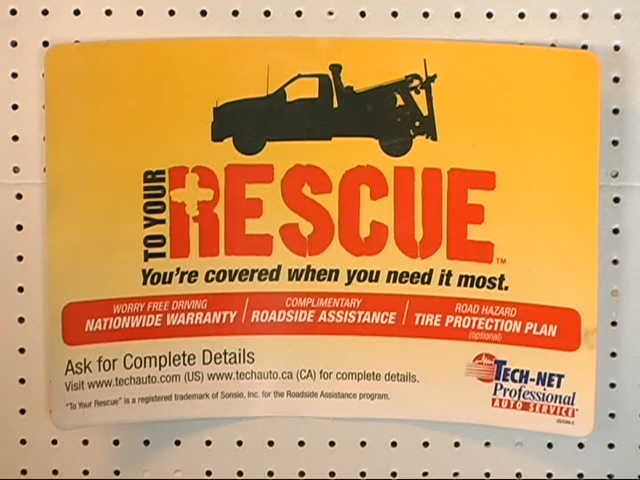 TO YOUR
RESCUE™
You're covered when you need it most.
WORRY FREE DRIVING
NATIONWIDE WARRANTY
COMPLIMENTARY
ROADSIDE ASSISTANCE
ROAD HAZARD
TIRE PROTECTION PLAN
(optional)
Ask for Complete Details
Visit www.techauto.com (US) www.techauto.ca (CA) for complete details.
"To Your Rescue" is a registered trademark of Sonsio, Inc. for the Roadside Assistance program.
TECH-NET
Professional
AUTO SERVICE